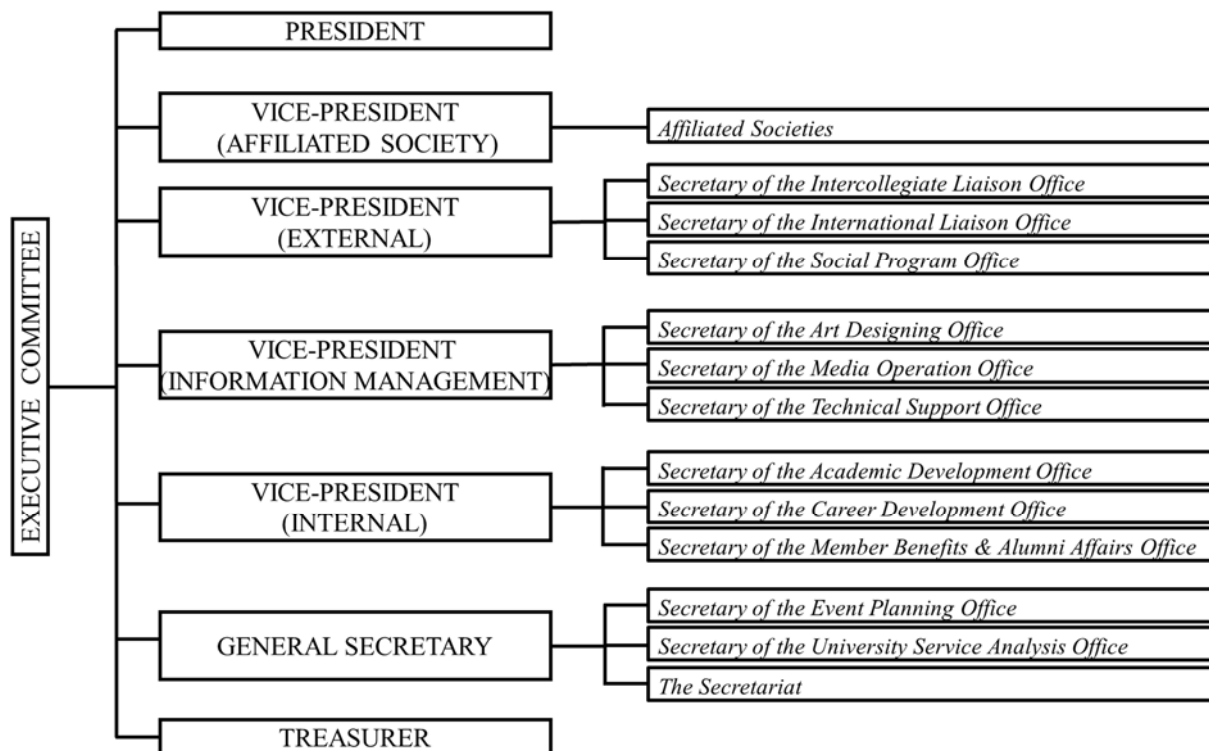 EXECUTIVE COMMITTEE
PRESIDENT
VICE-PRESIDENT
(AFFILIATED SOCIETY)
Affiliated Societies
VICE-PRESIDENT
(EXTERNAL)
Secretary of the Intercollegiate Liaison Office
Secretary of the International Liaison Office
Secretary of the Social Program Office
VICE-PRESIDENT
(INFORMATION MANAGEMENT)
Secretary of the Art Designing Office
Secretary of the Media Operation Office
Secretary of the Technical Support Office
VICE-PRESIDENT
(INTERNAL)
Secretary of the Academic Development Office
Secretary of the Career Development Office
Secretary of the Member Benefits & Alumni Affairs Office
GENERAL SECRETARY
Secretary of the Event Planning Office
Secretary of the University Service Analysis Office
The Secretariat
TREASURER